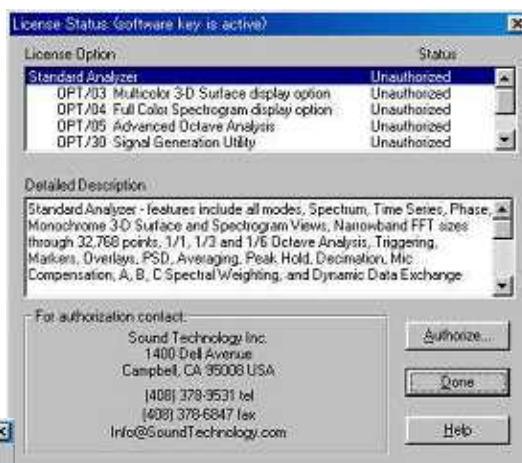 License Status (software key is active)
License Option Status
Standard Analyzer Unauthorized
OPT/03 Multicolor 3-D Surface display option Unauthorized
OPT/04 Full Color Spectrogram display option Unauthorized
OPT/05 Advanced Octave Analysis Unauthorized
OPT/30 Signal Generation Utility Unauthorized
Detailed Description
Standard Analyzer - features include all modes, Spectrum, Time Series, Phase,
Monochrome 3-D Surface and Spectrogram Views, Narrowband FFT sizes
through 32,768 points, 1/1, 1/3 and 1/6 Octave Analysis, Triggering,
Markers, Overlays, PSD, Averaging, Peak Hold, Decimation, Mic
Compensation, A, B, C Spectral Weighting, and Dynamic Data Exchange
For authorization contact:
Sound Technology Inc.
1400 Dell Avenue
Campbell, CA 95008 USA
(408) 378-9531 tel
(408) 378-6847 fax
Info@SoundTechnology.com
Authorize...
Done
Help